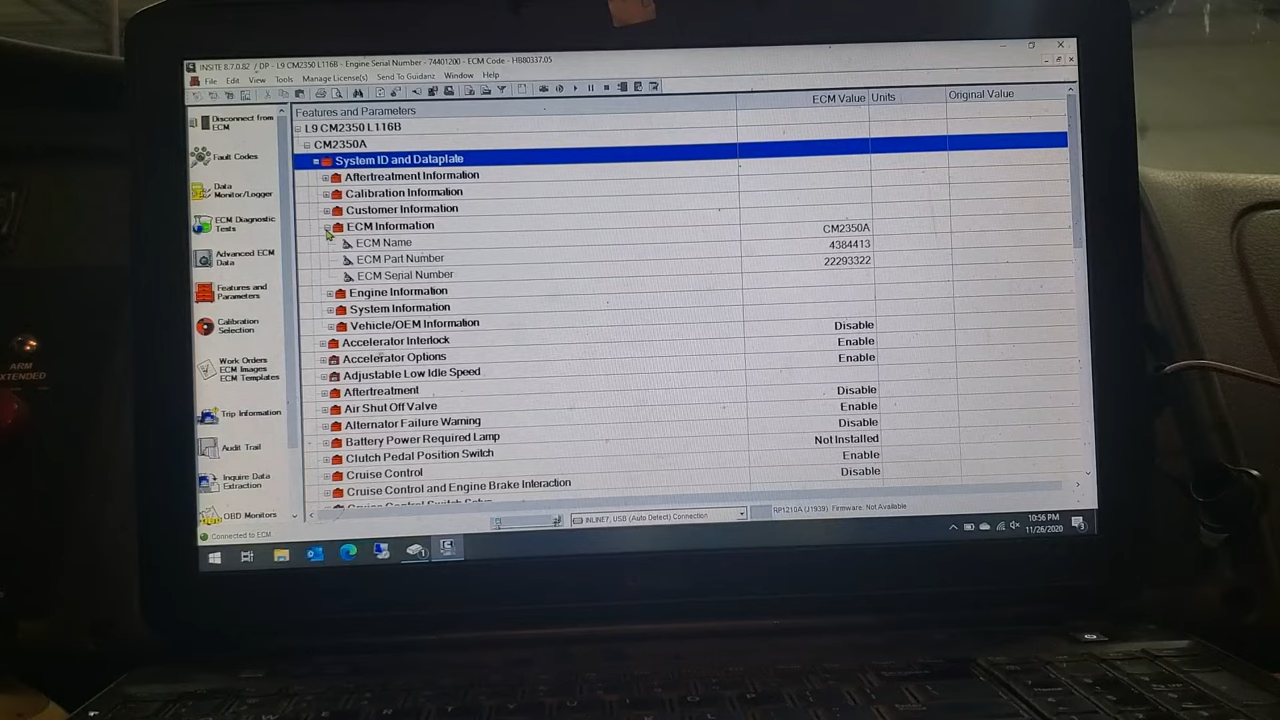 INSITE 8.7.0.82 / DP - L9 CM2350 L116B - Engine Serial Number - 74401200 - ECM Code - HB80337.05
File Edit View Tools Manage License(s) Send To Guidanz Window Help
Disconnect from
ECM
Fault Codes
Data
Monitor/Logger
ECM Diagnostic
Tests
Advanced ECM
Data
Features and
Parameters
Calibration
Selection
Work Orders
ECM Images
ECM Templates
Trip Information
Audit Trail
Inquire Data
Extraction
OBD Monitors
Features and Parameters ECM Value Units Original Value
L9 CM2350 L116B
CM2350A
System ID and Dataplate
Aftertreatment Information
Calibration Information
Customer Information
ECM Information
ECM Name CM2350A
ECM Part Number 4384413
ECM Serial Number 22293322
Engine Information
System Information
Vehicle/OEM Information
Accelerator Interlock Disable
Accelerator Options Enable
Adjustable Low Idle Speed Enable
Aftertreatment
Air Shut Off Valve Disable
Alternator Failure Warning Enable
Battery Power Required Lamp Disable
Clutch Pedal Position Switch Not Installed
Cruise Control Enable
Cruise Control and Engine Brake Interaction Disable
Connected to ECM
INLINE7, USB (Auto Detect) Connection
RP1210A (J1939) Firmware: Not Available
10:56 PM
11/26/2020
ARM
EXTENDED